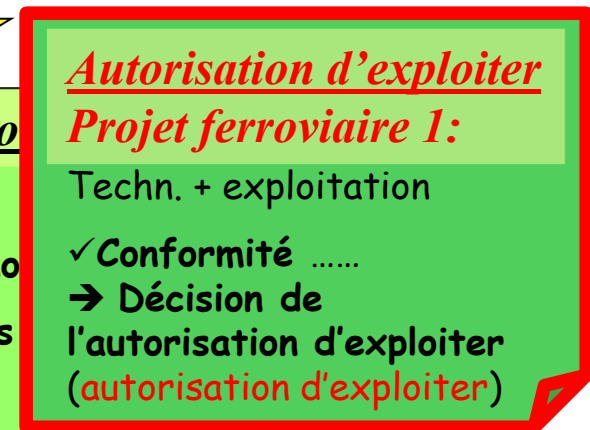 Autorisation d'exploiter
Projet ferroviaire 1:
Techn. + exploitation
✓Conformité ......
➔ Décision de
l'autorisation d'exploiter
(autorisation d'exploiter)